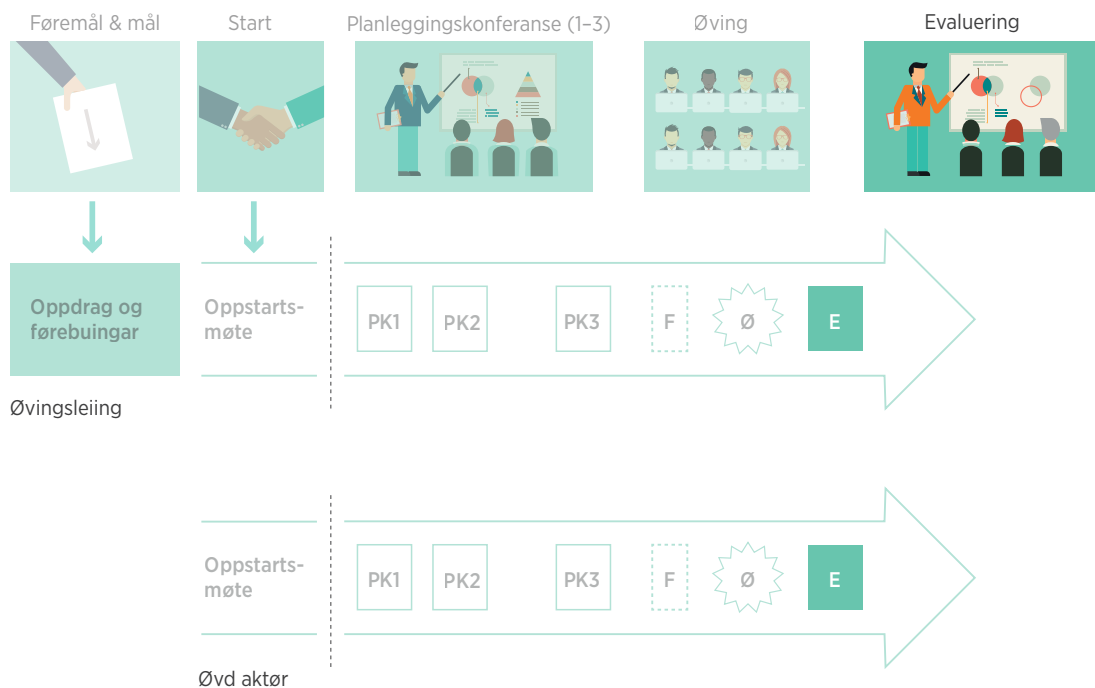 Føremål & mål
Start
Planleggingskonferanse (1–3)
Øving
Evaluering
Oppdrag og
førebuingar
Oppstarts-
møte
PK1
PK2
PK3
F
Ø
E
Øvingsleiing
Oppstarts-
møte
PK1
PK2
PK3
F
Ø
E
Øvd aktør